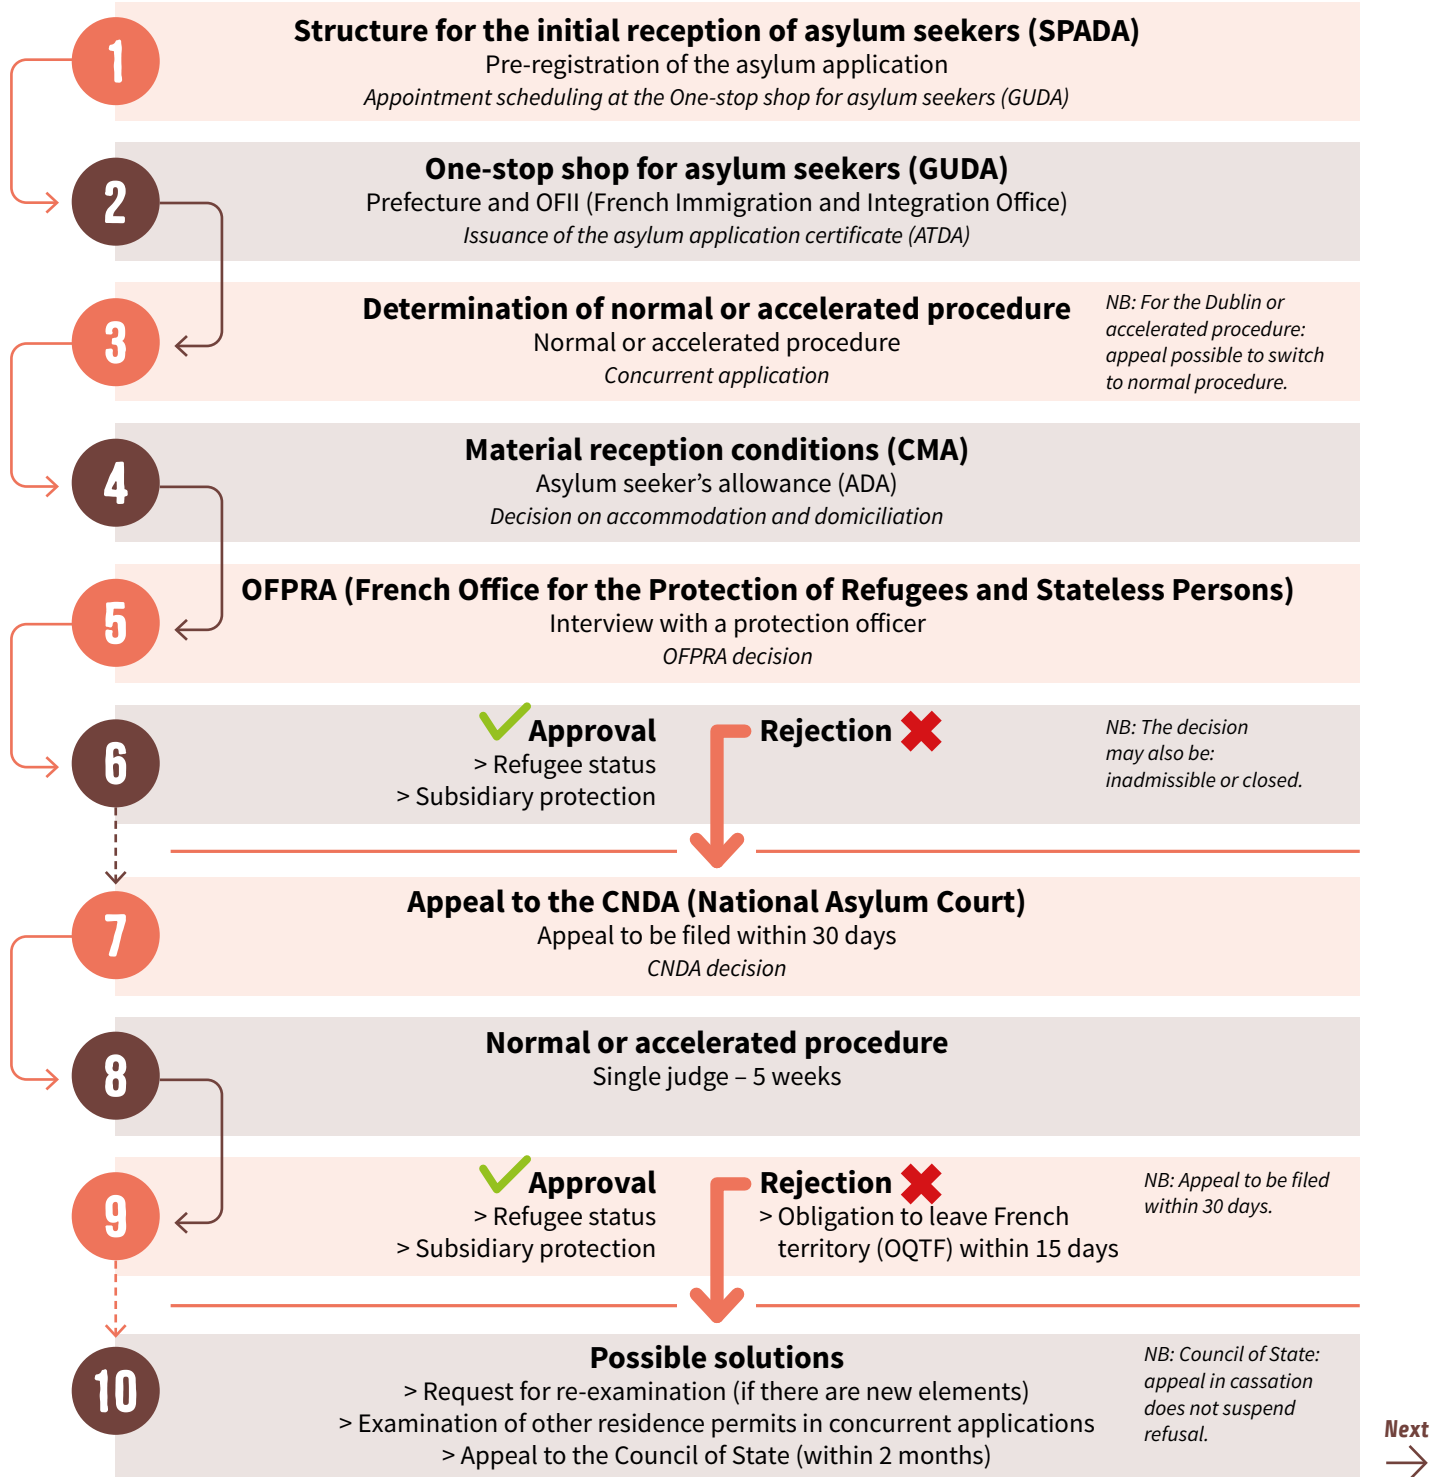 1
Structure for the initial reception of asylum seekers (SPADA)
Pre-registration of the asylum application
Appointment scheduling at the One-stop shop for asylum seekers (GUDA)
2
One-stop shop for asylum seekers (GUDA)
Prefecture and OFII (French Immigration and Integration Office)
Issuance of the asylum application certificate (ATDA)
3
Determination of normal or accelerated procedure
Normal or accelerated procedure
Concurrent application
NB: For the Dublin or
accelerated procedure:
appeal possible to switch
to normal procedure.
4
Material reception conditions (CMA)
Asylum seeker’s allowance (ADA)
Decision on accommodation and domiciliation
5
OFPRA (French Office for the Protection of Refugees and Stateless Persons)
Interview with a protection officer
OFPRA decision
6
Approval
> Refugee status
> Subsidiary protection
Rejection
NB: The decision
may also be:
inadmissible or closed.
7
Appeal to the CNDA (National Asylum Court)
Appeal to be filed within 30 days
CNDA decision
8
Normal or accelerated procedure
Single judge – 5 weeks
9
Approval
> Refugee status
> Subsidiary protection
Rejection
> Obligation to leave French
territory (OQTF) within 15 days
NB: Appeal to be filed
within 30 days.
10
Possible solutions
> Request for re-examination (if there are new elements)
> Examination of other residence permits in concurrent applications
> Appeal to the Council of State (within 2 months)
NB: Council of State:
appeal in cassation
does not suspend
refusal.
Next